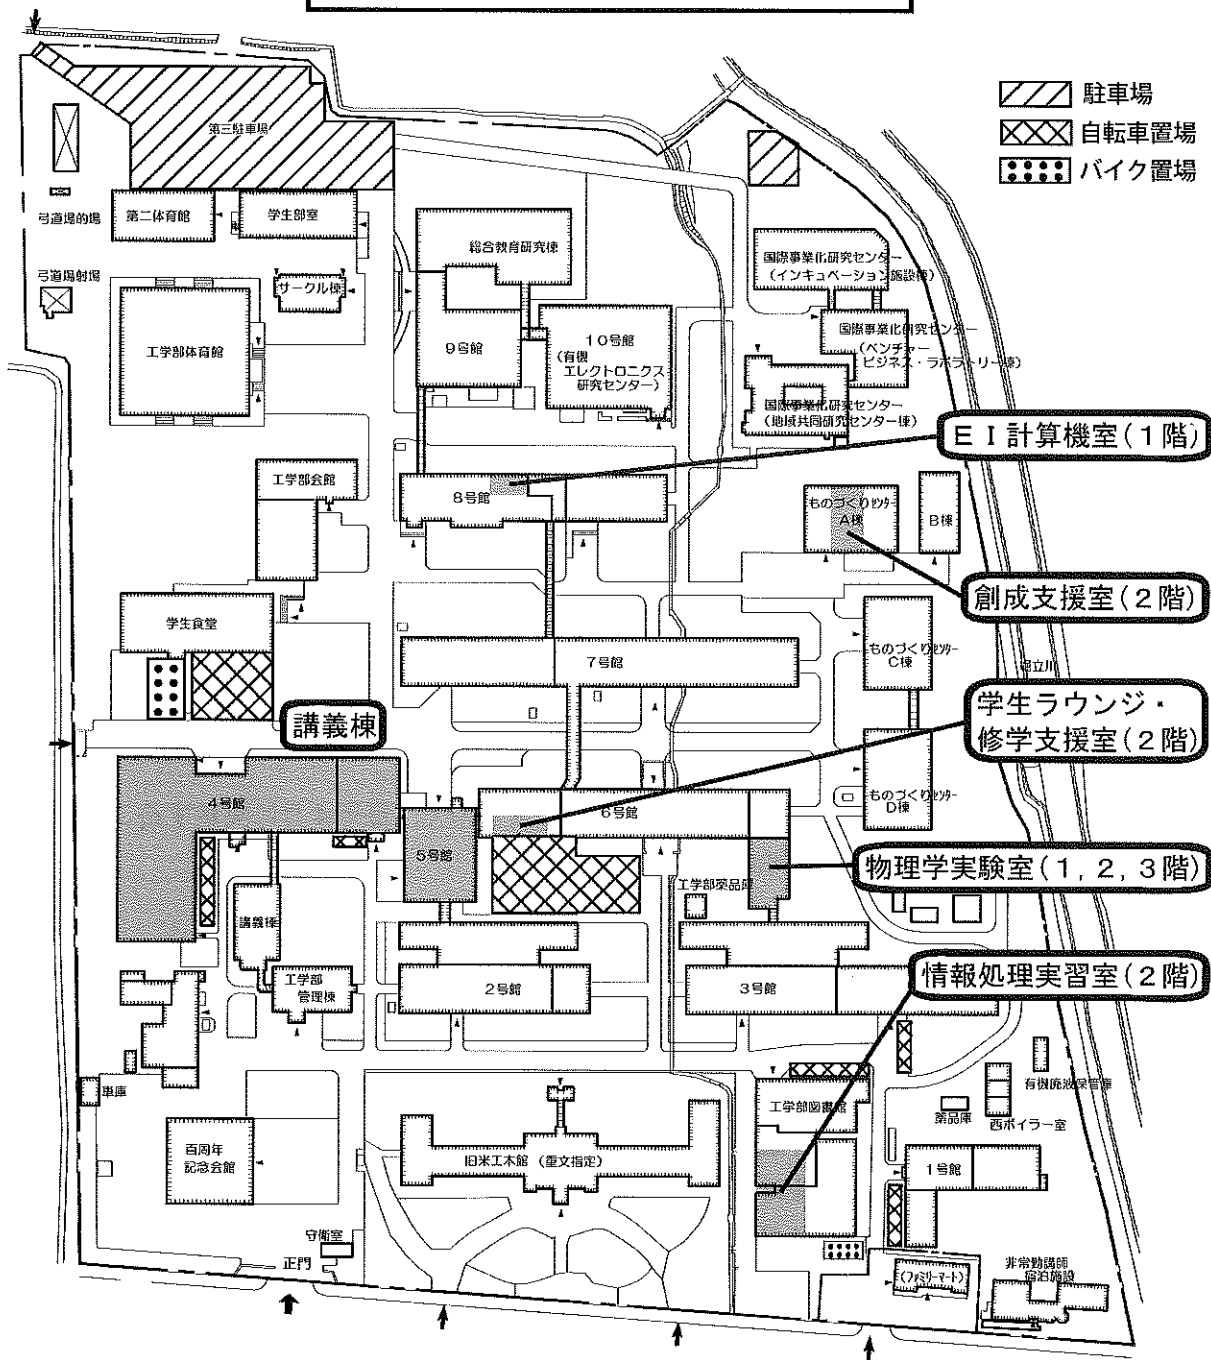 駐車場
自転車置場
バイク置場
第三駐車場
弓道場的場
第二体育館
学生部室
弓道場射場
サークル棟
工学部体育館
総合教育研究棟
9号館
10号館
(有機
エレクトロニクス
研究センター)
国際事業化研究センター
(インキュベーション施設棟)
国際事業化研究センター
(ベンチャー
ビジネス・ラボラトリー棟)
国際事業化研究センター
(地域共同研究センター棟)
EI計算機室(1階)
工学部会館
8号館
ものづくりセンター
A棟
B棟
創成支援室(2階)
学生食堂
7号館
ものづくりセンター
C棟
堀立川
学生ラウンジ・
修学支援室(2階)
講義棟
4号館
5号館
6号館
ものづくりセンター
D棟
物理学実験室(1,2,3階)
工学部薬品庫
講義棟
工学部
管理棟
2号館
3号館
情報処理実習室(2階)
車庫
百周年
記念会館
旧米工本館 (重文指定)
工学部図書館
有機廃液保管庫
薬品庫
西ボイラー室
1号館
守衛室
正門
(ファミリーマート)
非常勤講師
宿泊施設